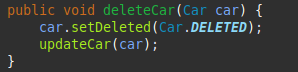 public void deleteCar(Car car) {
    car.setDeleted(Car.DELETED);
    updateCar(car);
}